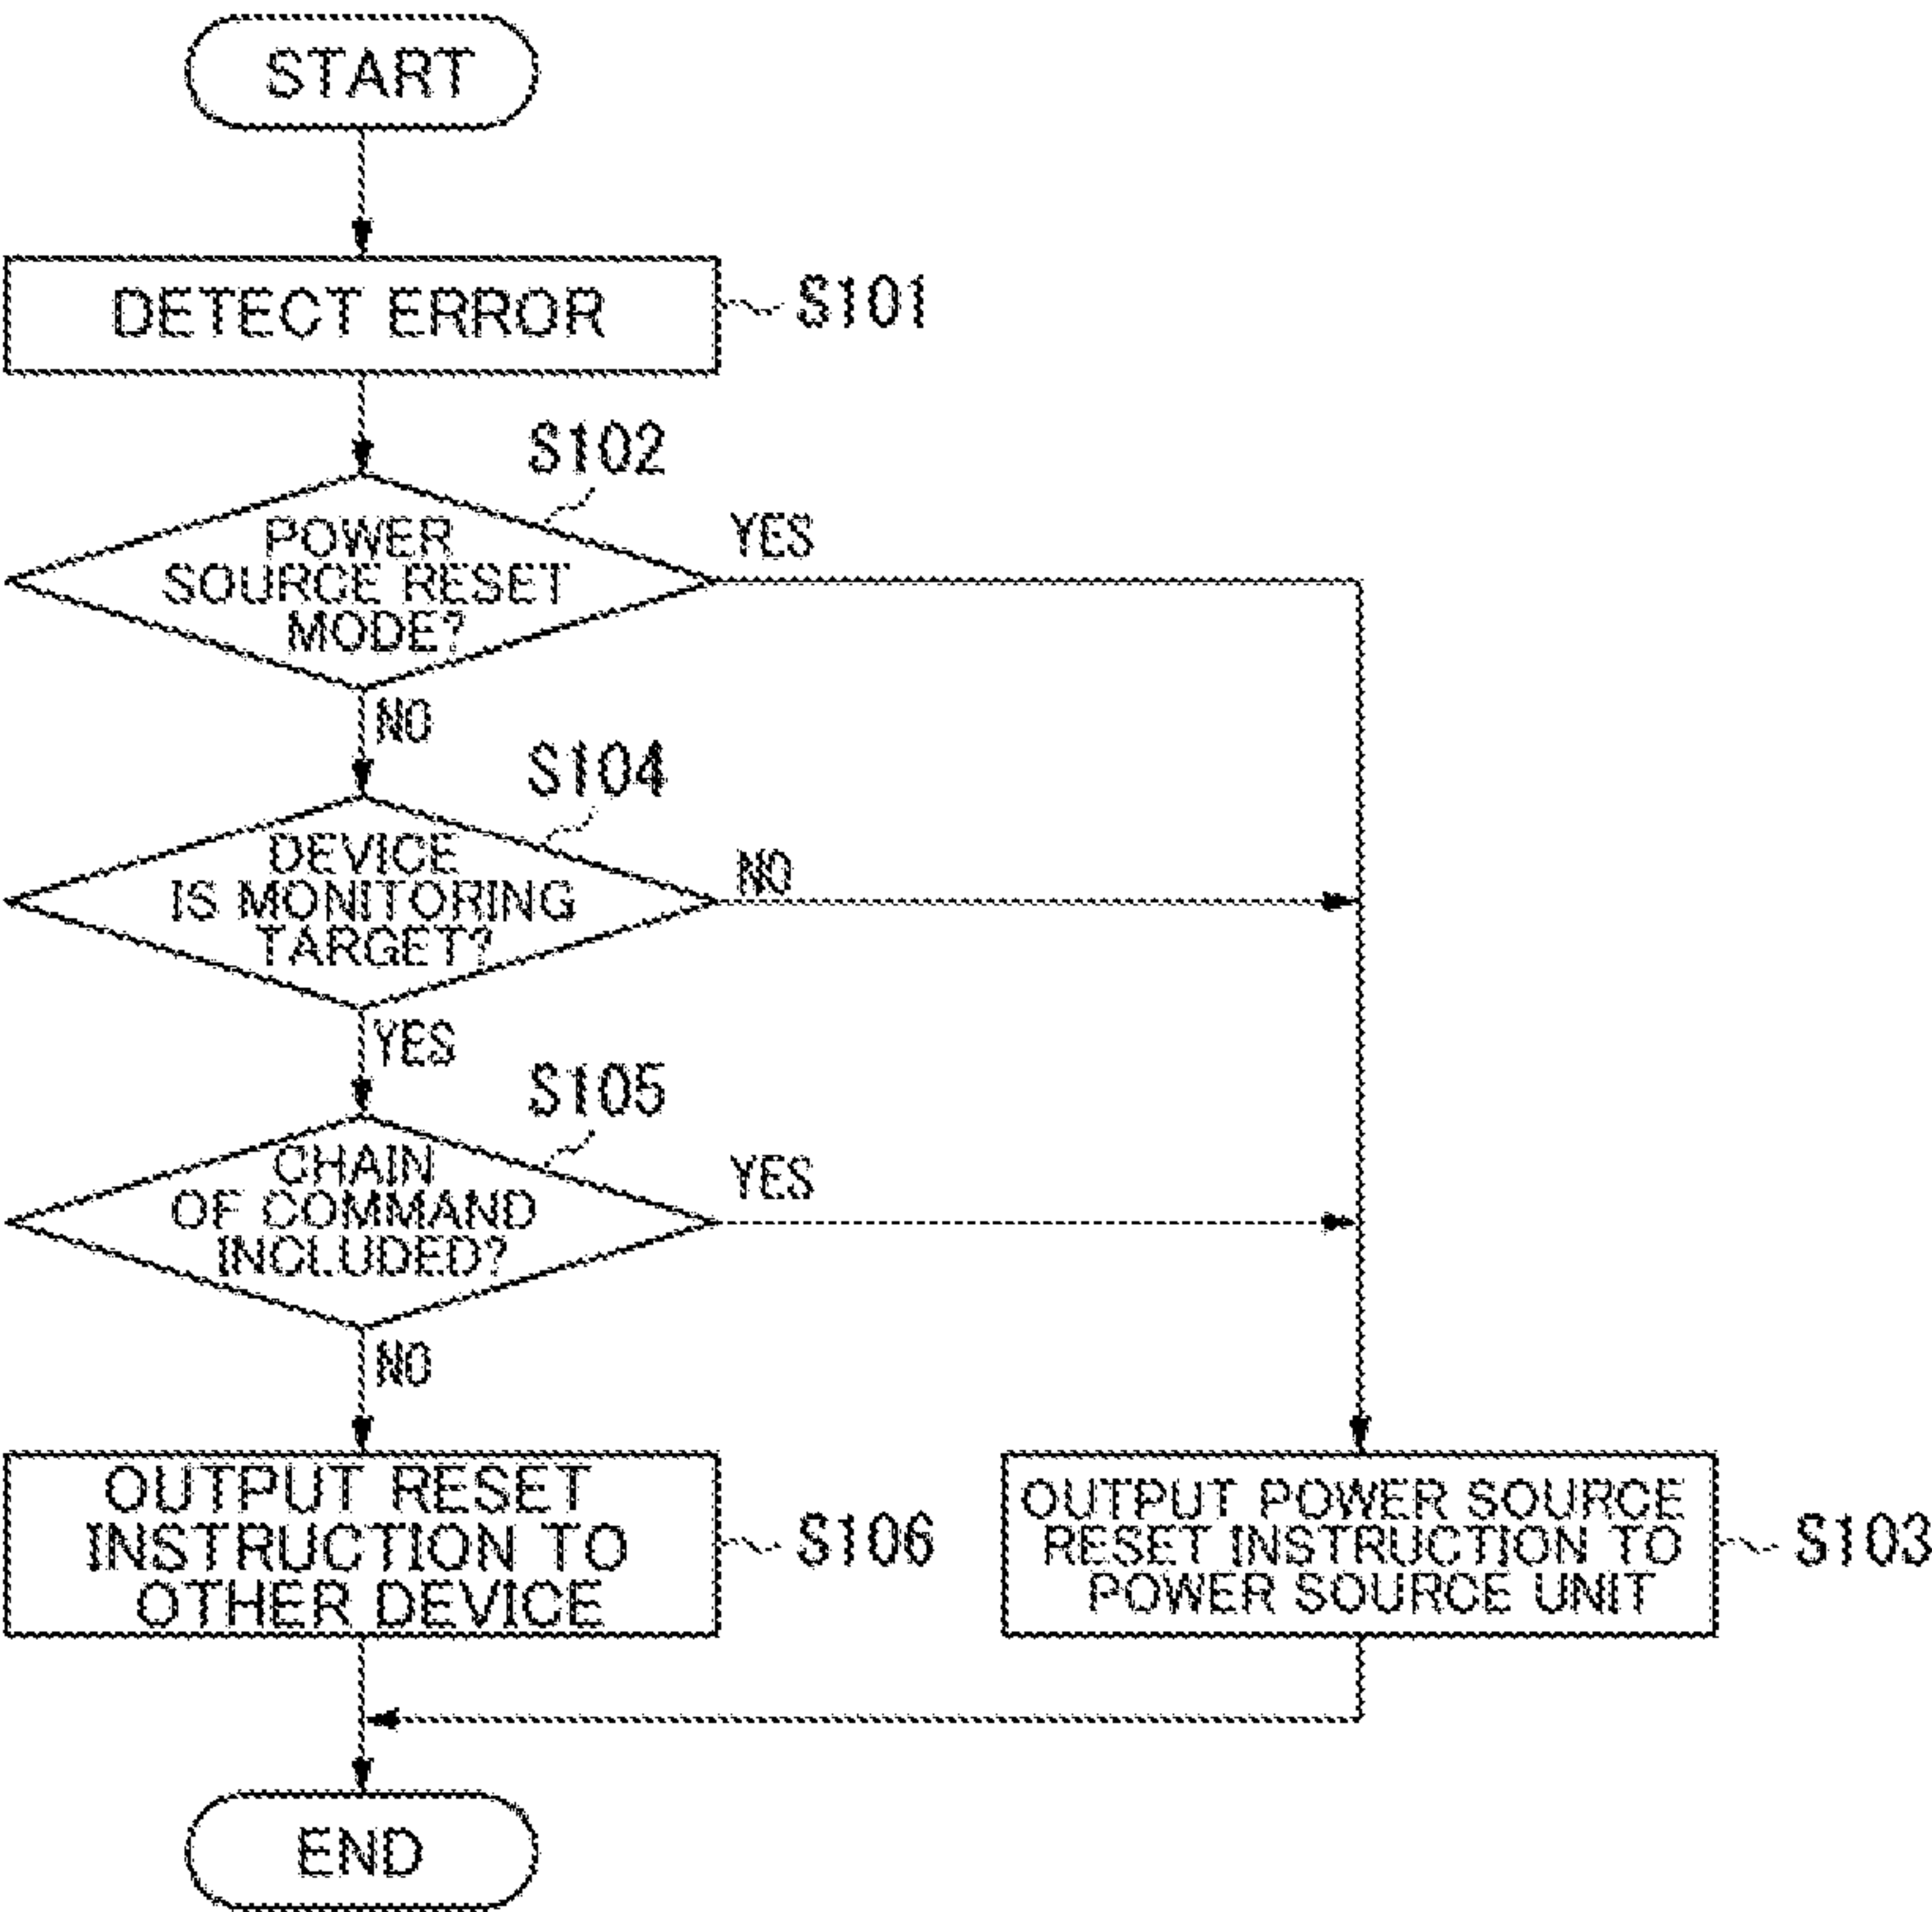 START
DETECT ERROR
S101
S102
POWER
SOURCE RESET
MODE?
YES
NO
S104
DEVICE
IS MONITORING
TARGET?
NO
YES
S105
CHAIN
OF COMMAND
INCLUDED?
YES
NO
OUTPUT RESET
INSTRUCTION TO
OTHER DEVICE
S106
OUTPUT POWER SOURCE
RESET INSTRUCTION TO
POWER SOURCE UNIT
S103
END